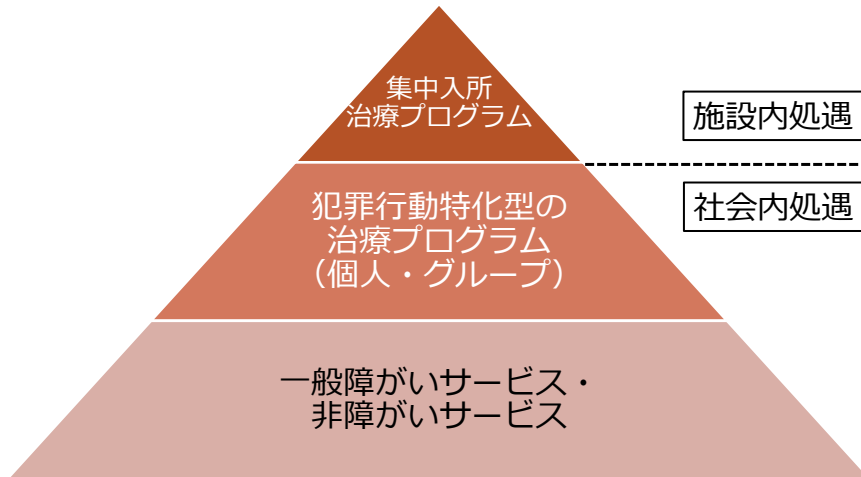 集中入所
治療プログラム
施設内処遇
社会内処遇
犯罪行動特化型の
治療プログラム
（個人・グループ）
一般障がいサービス・
非障がいサービス